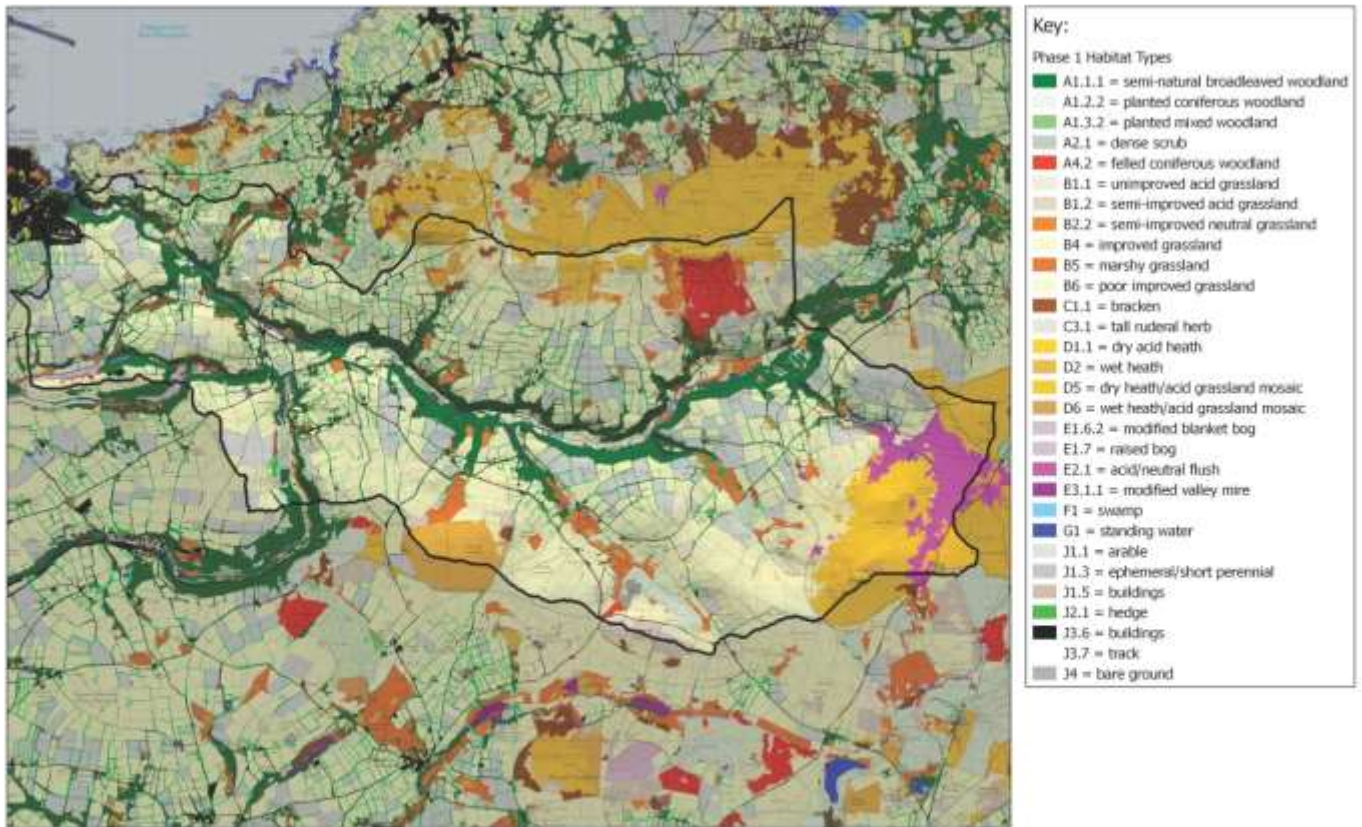 Key:
Phase 1 Habitat Types
A1.1.1 = semi-natural broadleaved woodland
A1.2.2 = planted coniferous woodland
A1.3.2 = planted mixed woodland
A2.1 = dense scrub
A4.2 = felled coniferous woodland
B1.1 = unimproved acid grassland
B1.2 = semi-improved acid grassland
B2.2 = semi-improved neutral grassland
B4 = improved grassland
B5 = marshy grassland
B6 = poor improved grassland
C1.1 = bracken
C3.1 = tall ruderal herb
D1.1 = dry acid heath
D2 = wet heath
D5 = dry heath/acid grassland mosaic
D6 = wet heath/acid grassland mosaic
E1.6.2 = modified blanket bog
E1.7 = raised bog
E2.1 = acid/neutral flush
E3.1.1 = modified valley mire
F1 = swamp
G1 = standing water
J1.1 = arable
J1.3 = ephemeral/short perennial
J1.5 = buildings
J2.1 = hedge
J3.6 = buildings
J3.7 = track
J4 = bare ground